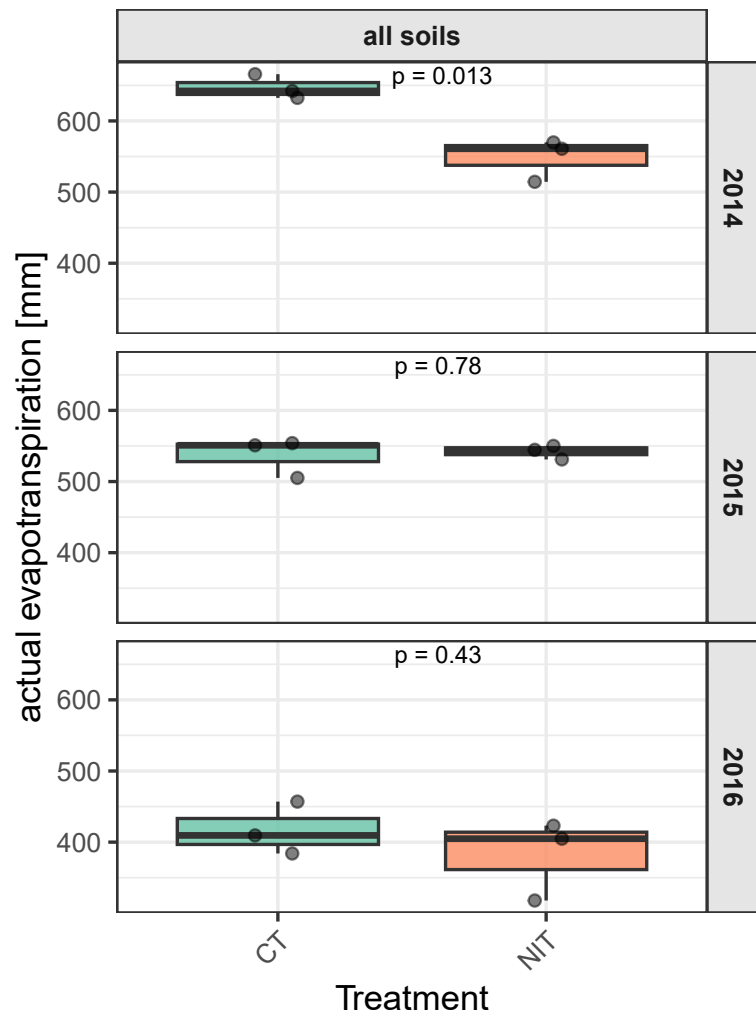 all soils
p = 0.013
600
500
400
2014
p = 0.78
600
500
400
2015
p = 0.43
600
500
400
2016
actual evapotranspiration [mm]
CT
NIT
Treatment